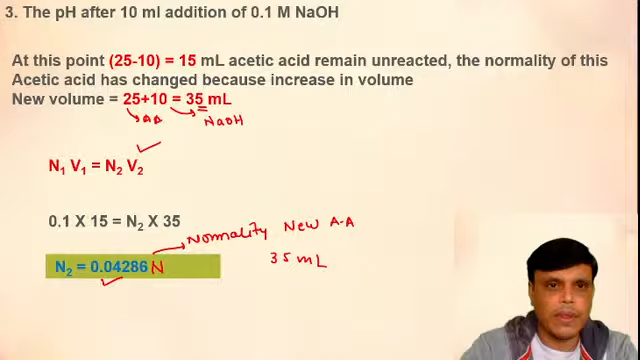 3. The pH after 10 ml addition of 0.1 M NaOH
At this point (25-10) = 15 mL acetic acid remain unreacted, the normality of this
Acetic acid has changed because increase in volume
New volume = 25+10 = 35 mL
AA
NaOH
N₁ V₁ = N₂ V₂
0.1 X 15 = N₂ X 35
Normality New A-A
35 mL
N₂ = 0.04286 N